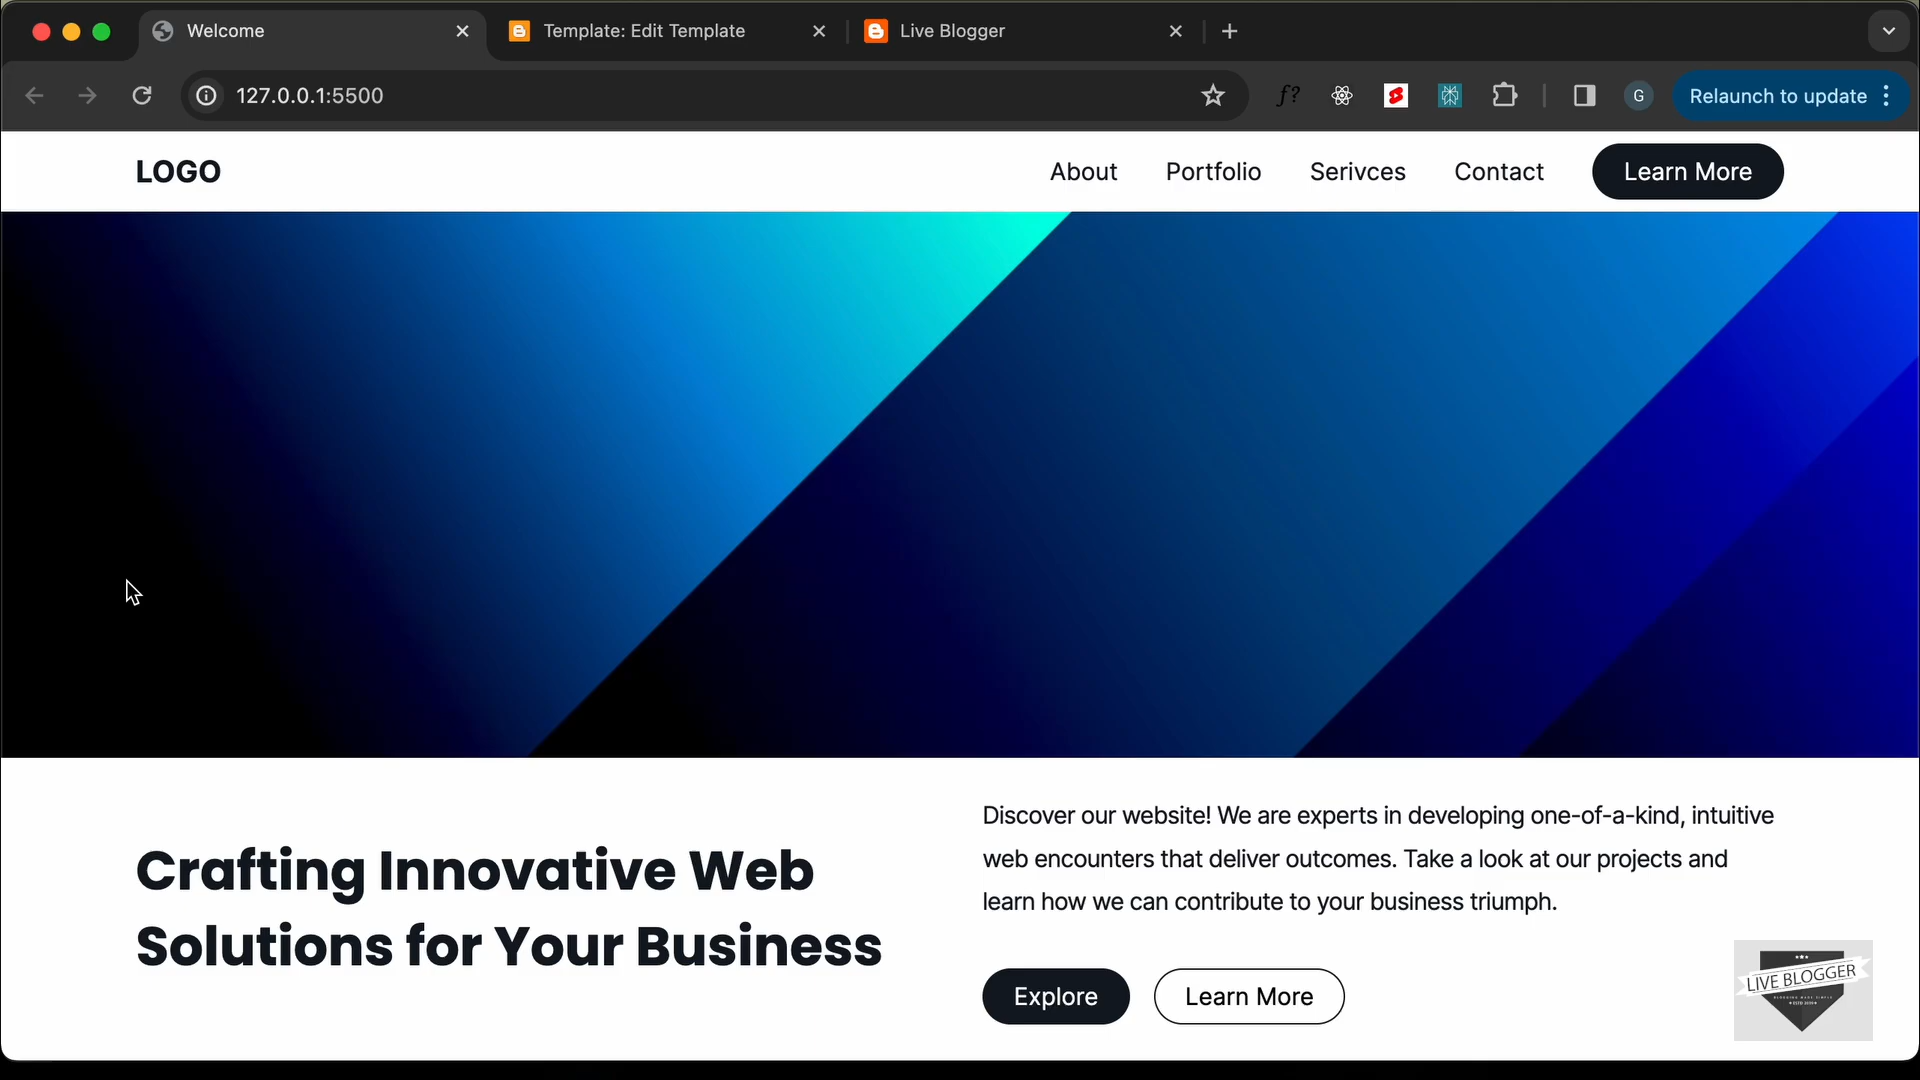 Welcome
Template: Edit Template
Live Blogger
127.0.0.1:5500
f?
G
Relaunch to update
LOGO
About
Portfolio
Serivces
Contact
Learn More
Discover our website! We are experts in developing one-of-a-kind, intuitive
web encounters that deliver outcomes. Take a look at our projects and
learn how we can contribute to your business triumph.
Crafting Innovative Web
Solutions for Your Business
Explore
Learn More
LIVE BLOGGER